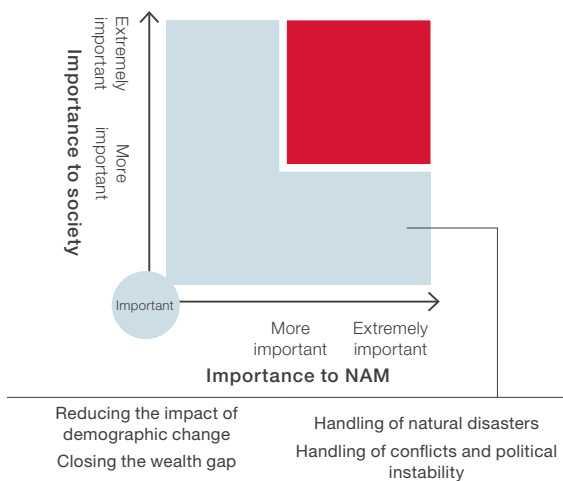 Extremely
important
More
important
Importance to society
Important
More
important
Extremely
important
Importance to NAM
Reducing the impact of
demographic change
Closing the wealth gap
Handling of natural disasters
Handling of conflicts and political
instability